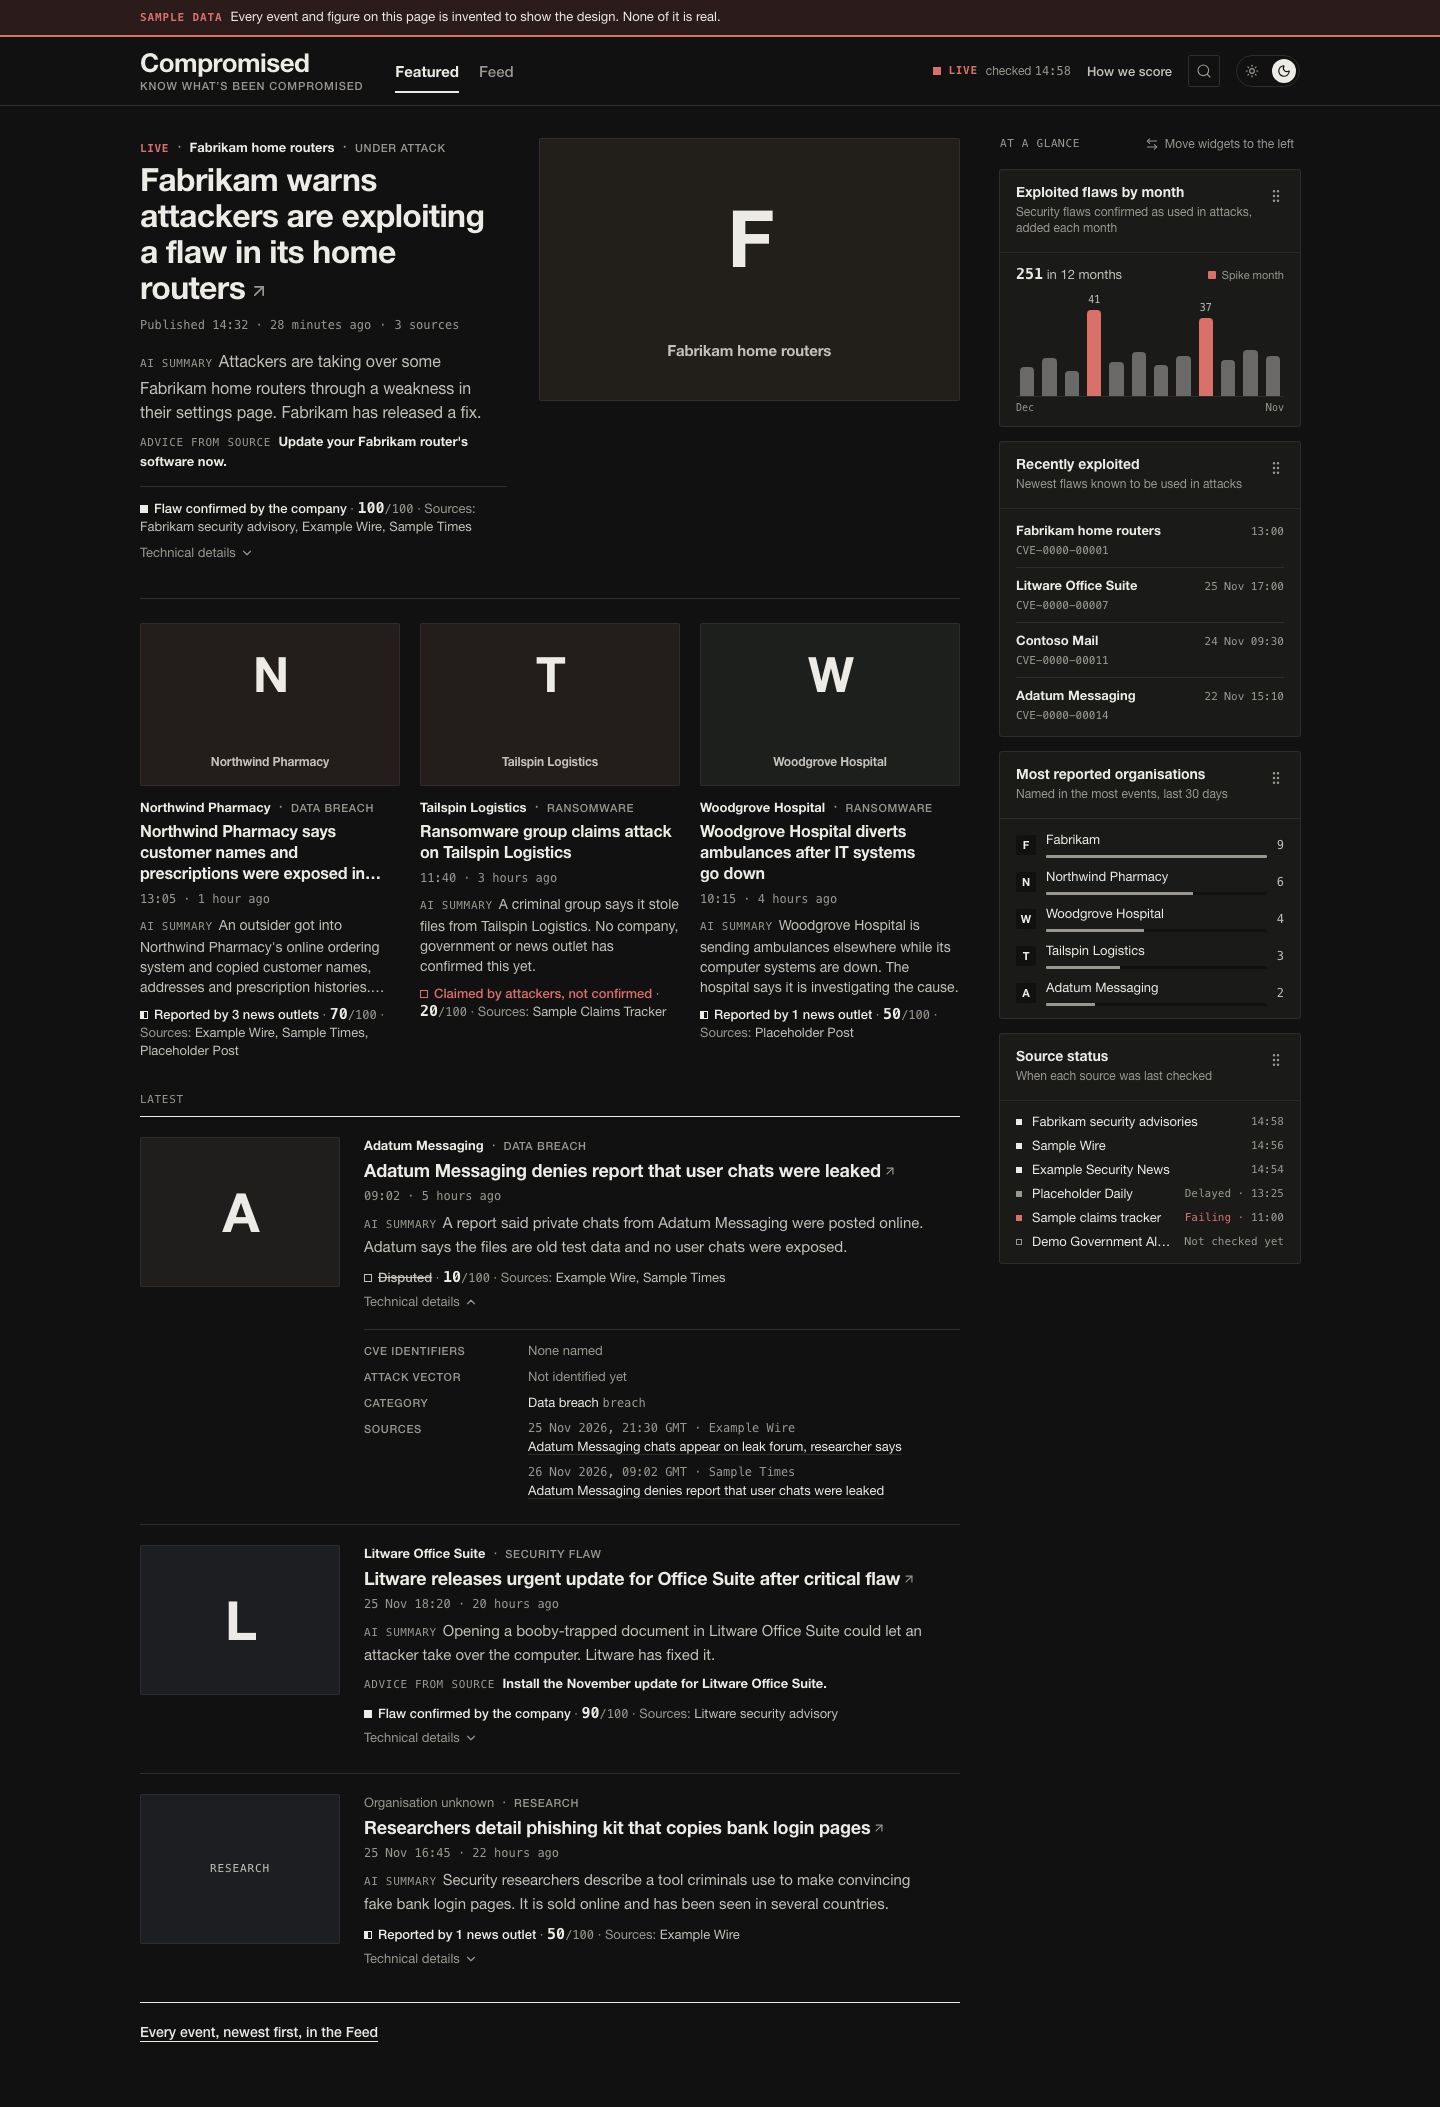 SAMPLE DATA Every event and figure on this page is invented to show the design. None of it is real.
Compromised
KNOW WHAT'S BEEN COMPROMISED
Featured Feed
LIVE checked 14:58 How we score
LIVE · Fabrikam home routers · UNDER ATTACK
Fabrikam warns
attackers are exploiting
a flaw in its home
routers
Published 14:32 · 28 minutes ago · 3 sources
AI SUMMARY Attackers are taking over some
Fabrikam home routers through a weakness in
their settings page. Fabrikam has released a fix.
ADVICE FROM SOURCE Update your Fabrikam router's
software now.
Flaw confirmed by the company · 100/100 · Sources:
Fabrikam security advisory, Example Wire, Sample Times
Technical details
F
Fabrikam home routers
N
Northwind Pharmacy
Northwind Pharmacy · DATA BREACH
Northwind Pharmacy says
customer names and
prescriptions were exposed in…
13:05 · 1 hour ago
AI SUMMARY An outsider got into
Northwind Pharmacy's online ordering
system and copied customer names,
addresses and prescription histories.…
Reported by 3 news outlets · 70/100 ·
Sources: Example Wire, Sample Times,
Placeholder Post
T
Tailspin Logistics
Tailspin Logistics · RANSOMWARE
Ransomware group claims attack
on Tailspin Logistics
11:40 · 3 hours ago
AI SUMMARY A criminal group says it stole
files from Tailspin Logistics. No company,
government or news outlet has
confirmed this yet.
Claimed by attackers, not confirmed ·
20/100 · Sources: Sample Claims Tracker
W
Woodgrove Hospital
Woodgrove Hospital · RANSOMWARE
Woodgrove Hospital diverts
ambulances after IT systems
go down
10:15 · 4 hours ago
AI SUMMARY Woodgrove Hospital is
sending ambulances elsewhere while its
computer systems are down. The
hospital says it is investigating the cause.
Reported by 1 news outlet · 50/100 ·
Sources: Placeholder Post
LATEST
A
Adatum Messaging · DATA BREACH
Adatum Messaging denies report that user chats were leaked
09:02 · 5 hours ago
AI SUMMARY A report said private chats from Adatum Messaging were posted online.
Adatum says the files are old test data and no user chats were exposed.
Disputed · 10/100 · Sources: Example Wire, Sample Times
Technical details
CVE IDENTIFIERS None named
ATTACK VECTOR Not identified yet
CATEGORY Data breach breach
SOURCES 25 Nov 2026, 21:30 GMT · Example Wire
Adatum Messaging chats appear on leak forum, researcher says
26 Nov 2026, 09:02 GMT · Sample Times
Adatum Messaging denies report that user chats were leaked
L
Litware Office Suite · SECURITY FLAW
Litware releases urgent update for Office Suite after critical flaw
25 Nov 18:20 · 20 hours ago
AI SUMMARY Opening a booby-trapped document in Litware Office Suite could let an
attacker take over the computer. Litware has fixed it.
ADVICE FROM SOURCE Install the November update for Litware Office Suite.
Flaw confirmed by the company · 90/100 · Sources: Litware security advisory
Technical details
RESEARCH
Organisation unknown · RESEARCH
Researchers detail phishing kit that copies bank login pages
25 Nov 16:45 · 22 hours ago
AI SUMMARY Security researchers describe a tool criminals use to make convincing
fake bank login pages. It is sold online and has been seen in several countries.
Reported by 1 news outlet · 50/100 · Sources: Example Wire
Technical details
Every event, newest first, in the Feed
AT A GLANCE Move widgets to the left
Exploited flaws by month
Security flaws confirmed as used in attacks,
added each month
251 in 12 months Spike month
41
37
Dec Nov
Recently exploited
Newest flaws known to be used in attacks
Fabrikam home routers 13:00
CVE-0000-00001
Litware Office Suite 25 Nov 17:00
CVE-0000-00007
Contoso Mail 24 Nov 09:30
CVE-0000-00011
Adatum Messaging 22 Nov 15:10
CVE-0000-00014
Most reported organisations
Named in the most events, last 30 days
F Fabrikam 9
N Northwind Pharmacy 6
W Woodgrove Hospital 4
T Tailspin Logistics 3
A Adatum Messaging 2
Source status
When each source was last checked
Fabrikam security advisories 14:58
Sample Wire 14:56
Example Security News 14:54
Placeholder Daily Delayed · 13:25
Sample claims tracker Failing · 11:00
Demo Government Al… Not checked yet